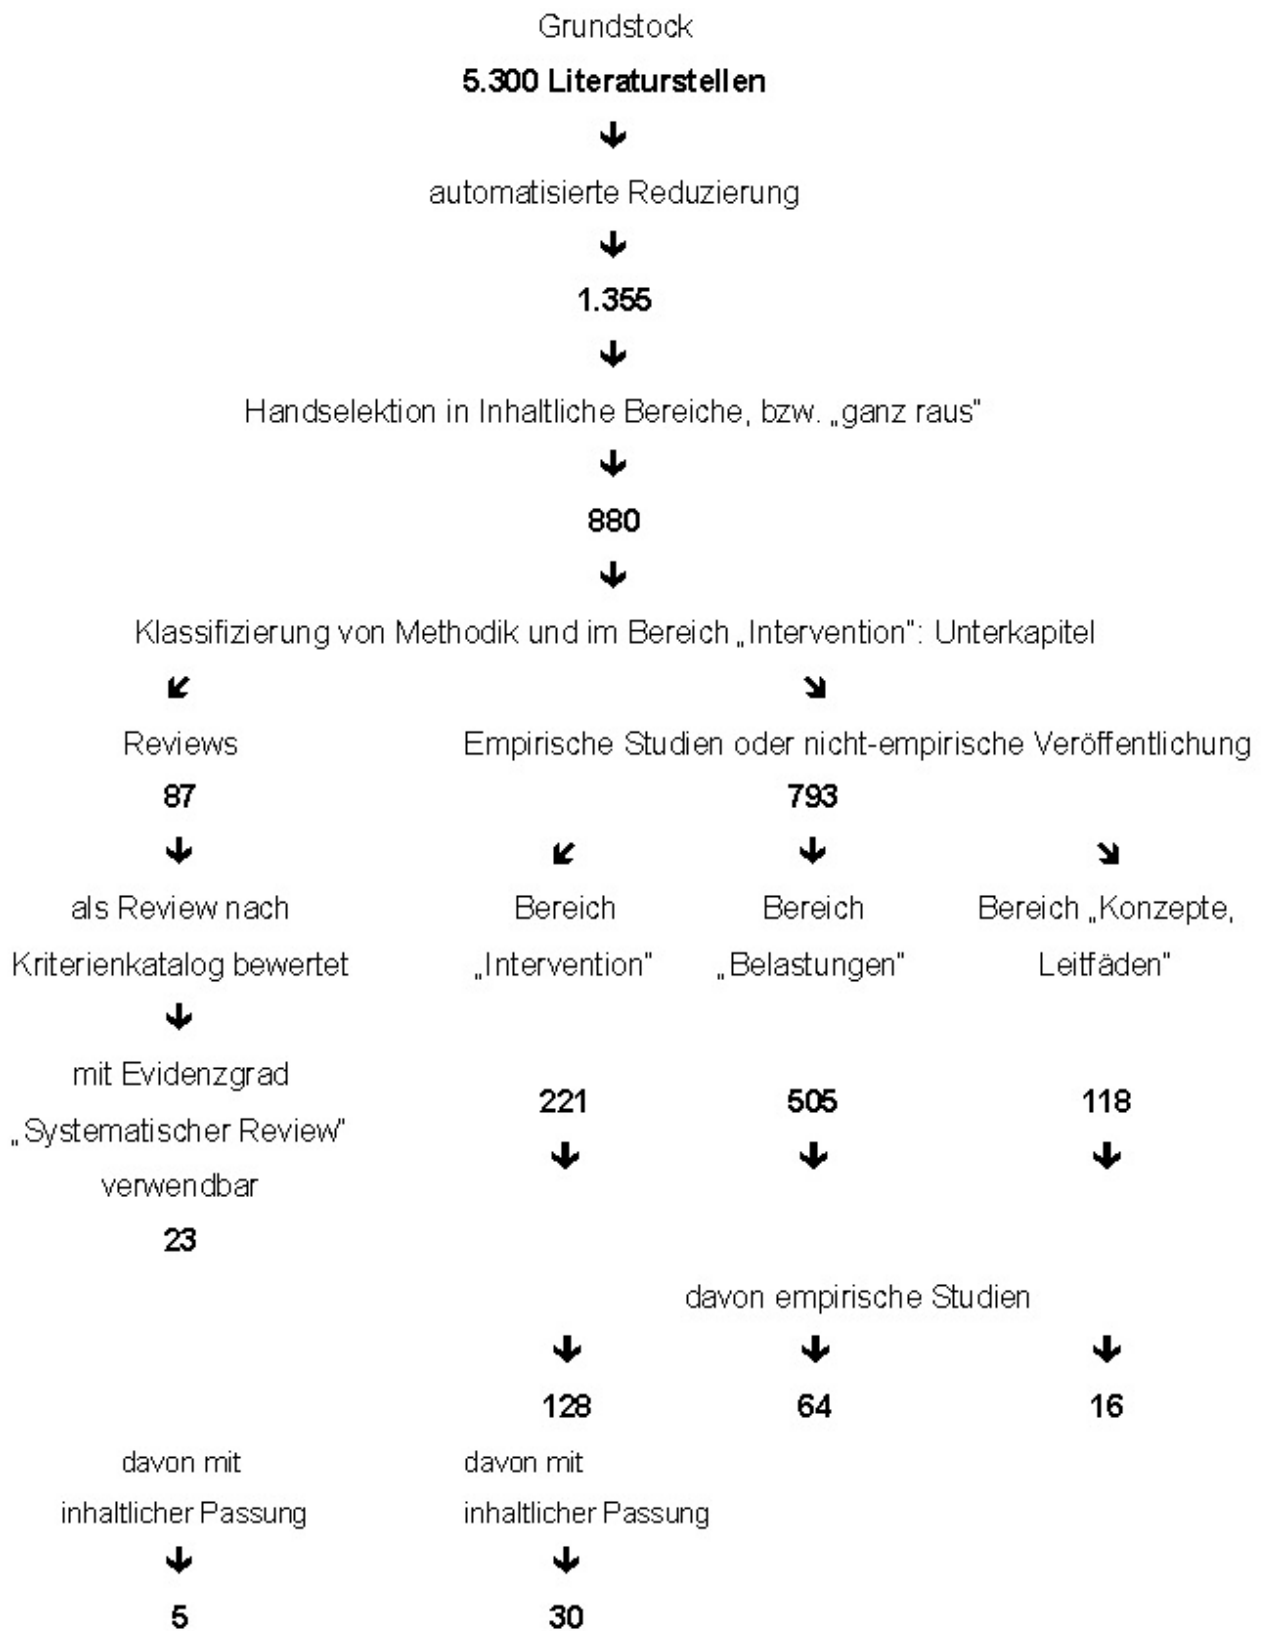 Grundstock
5.300 Literaturstellen
automatisierte Reduzierung
1.355
Handselektion in Inhaltliche Bereiche, bzw. „ganz raus“
880
Klassifizierung von Methodik und im Bereich „Intervention“: Unterkapitel
Reviews
87
als Review nach
Kriterienkatalog bewertet
mit Evidenzgrad
„Systematischer Review“
verwendbar
23
Empirische Studien oder nicht-empirische Veröffentlichung
793
Bereich
„Intervention“
221
Bereich
„Belastungen“
505
Bereich „Konzepte,
Leitfäden“
118
davon empirische Studien
128
64
16
davon mit
inhaltlicher Passung
5
davon mit
inhaltlicher Passung
30